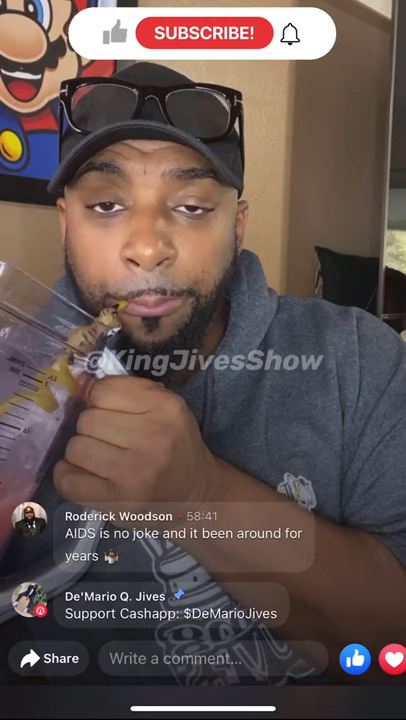 SUBSCRIBE!
@KingJivesShow
Roderick Woodson 58:41
AIDS is no joke and it been around for
years
De'Mario Q. Jives
Support Cashapp: $DeMarioJives
Share
Write a comment...